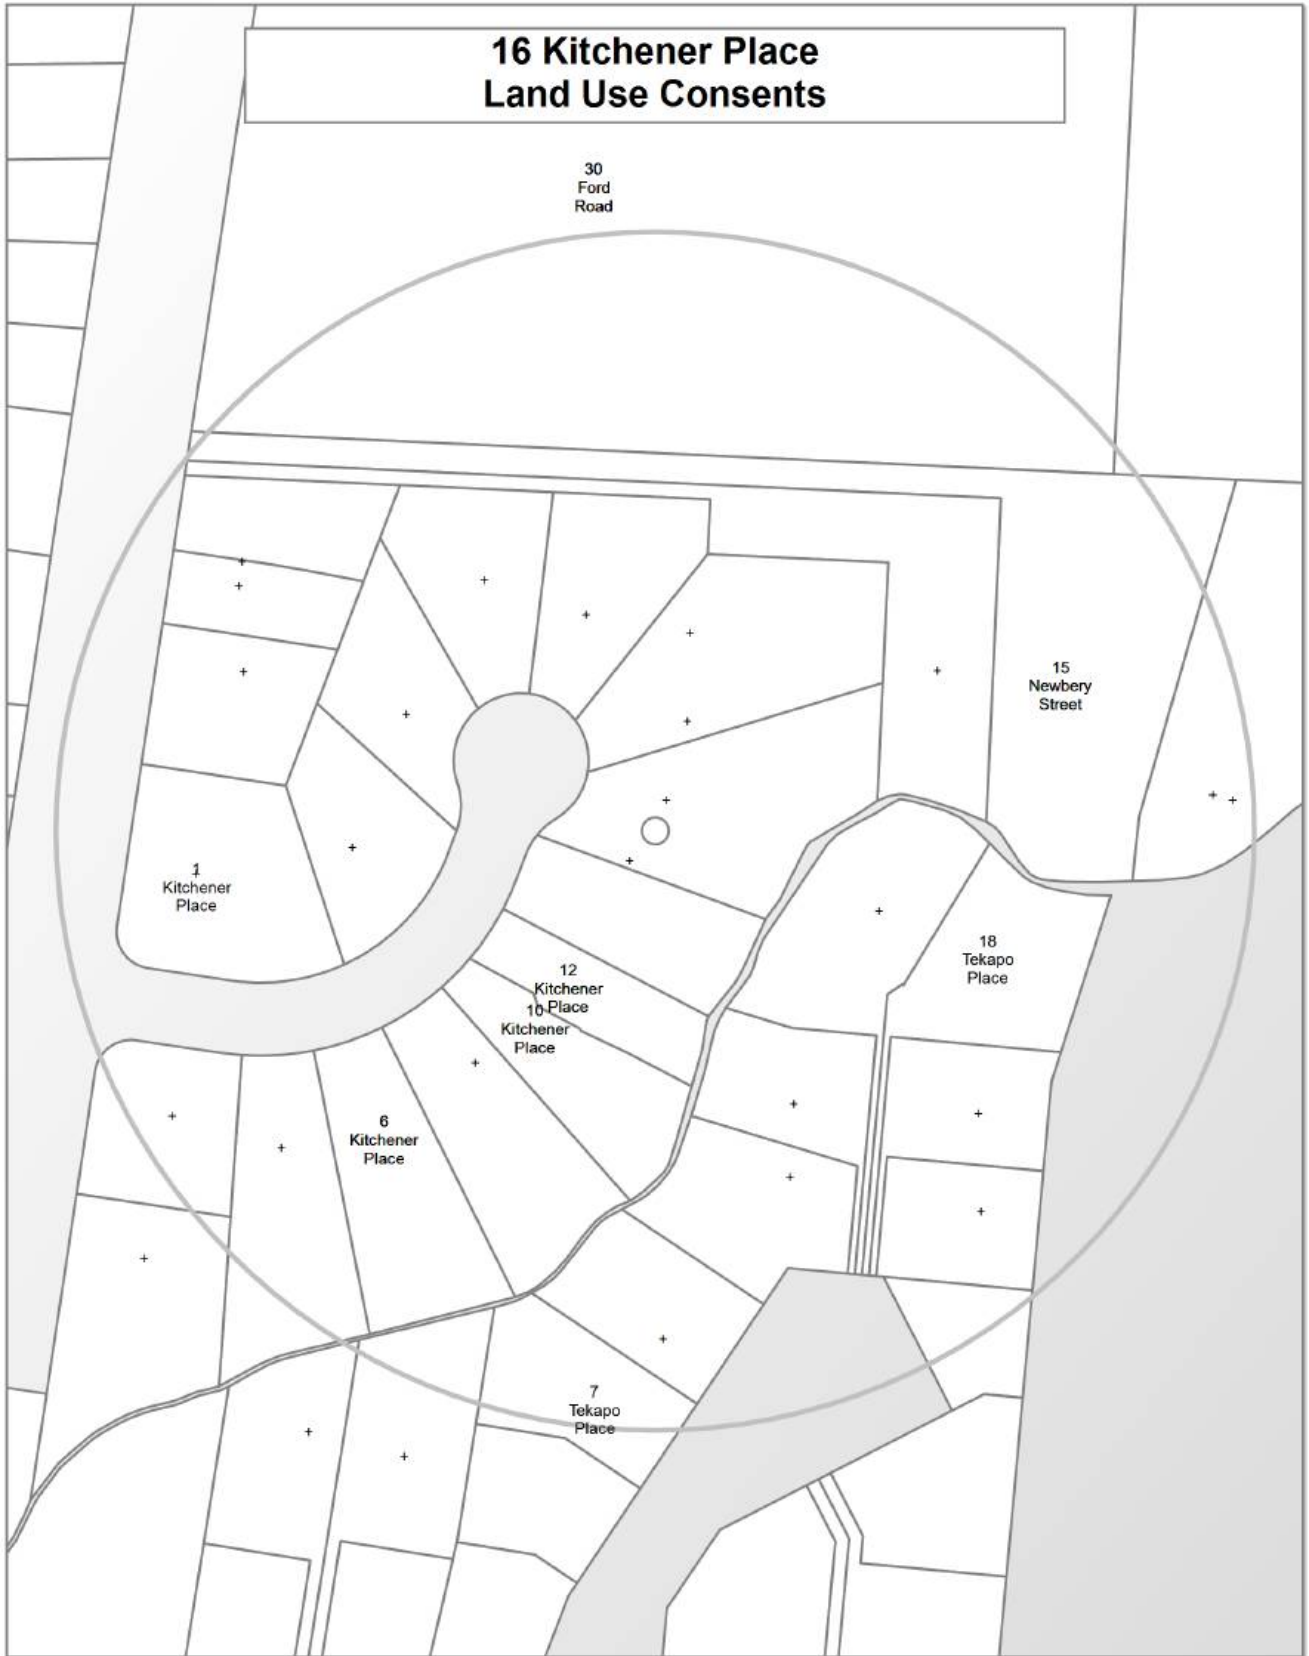 16 Kitchener Place
Land Use Consents
30
Ford
Road
15
Newbery
Street
1
Kitchener
Place
18
Tekapo
Place
12
Kitchener
Place
10
Kitchener
Place
6
Kitchener
Place
7
Tekapo
Place